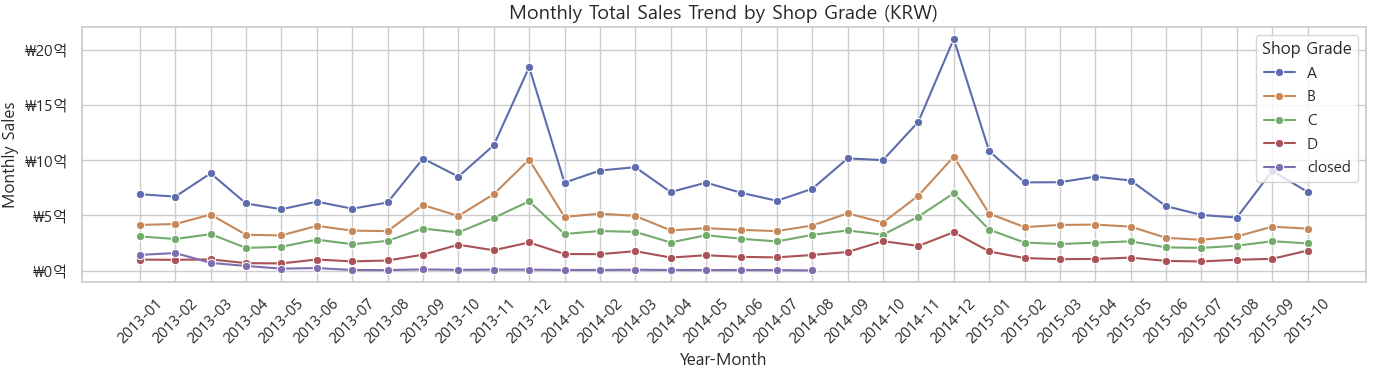 Monthly Total Sales Trend by Shop Grade (KRW)
Monthly Sales
₩20억
₩15억
₩10억
₩5억
₩0억
Shop Grade
A
B
C
D
closed
2013-01
2013-02
2013-03
2013-04
2013-05
2013-06
2013-07
2013-08
2013-09
2013-10
2013-11
2013-12
2014-01
2014-02
2014-03
2014-04
2014-05
2014-06
2014-07
2014-08
2014-09
2014-10
2014-11
2014-12
2015-01
2015-02
2015-03
2015-04
2015-05
2015-06
2015-07
2015-08
2015-09
2015-10
Year-Month